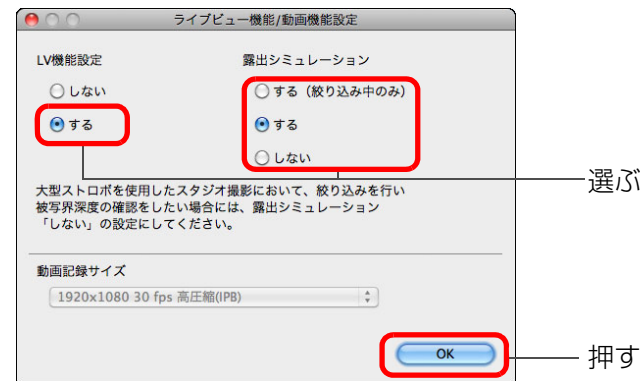 ライブビュー機能/動画機能設定
LV機能設定
露出シミュレーション
しない
する（絞り込み中のみ）
する
する
しない
選ぶ
大型ストロボを使用したスタジオ撮影において、絞り込みを行い
被写界深度の確認をしたい場合には、露出シミュレーション
「しない」の設定にしてください。
動画記録サイズ
1920x1080 30 fps 高圧縮(IPB)
OK
押す